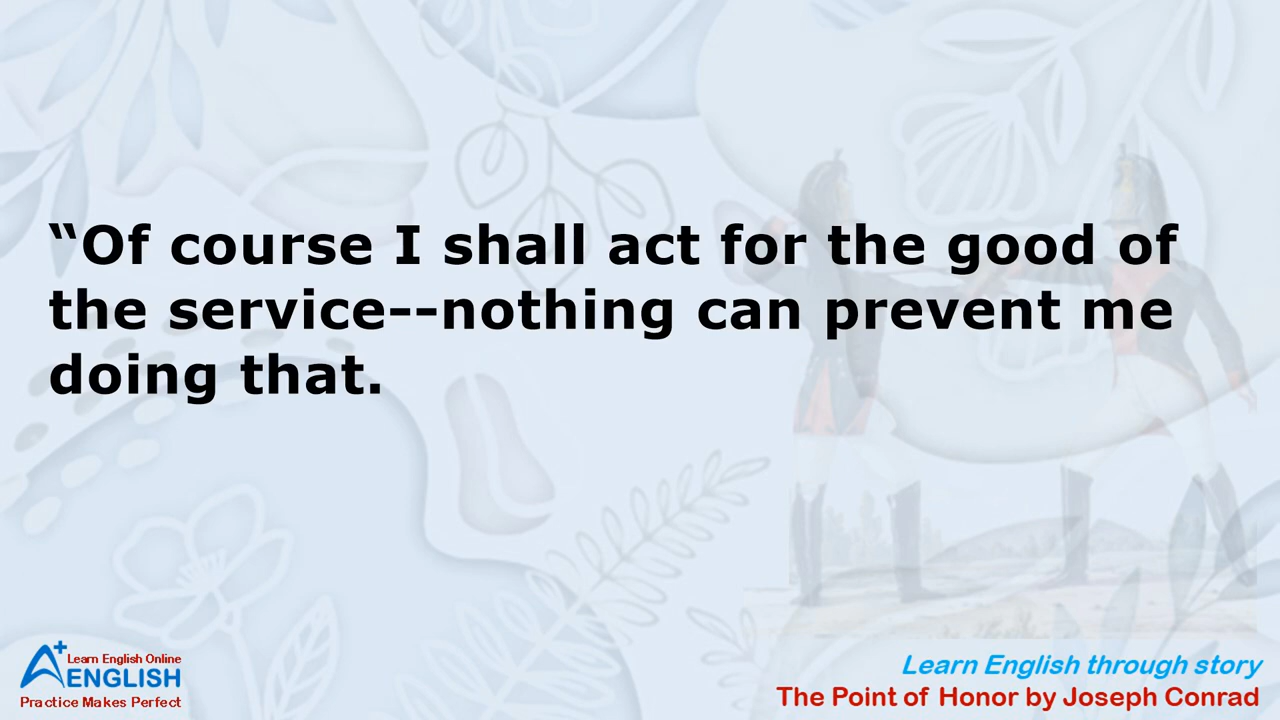 “Of course I shall act for the good of
the service--nothing can prevent me
doing that.
A+
Learn English Online
ENGLISH
Practice Makes Perfect
Learn English through story
The Point of Honor by Joseph Conrad